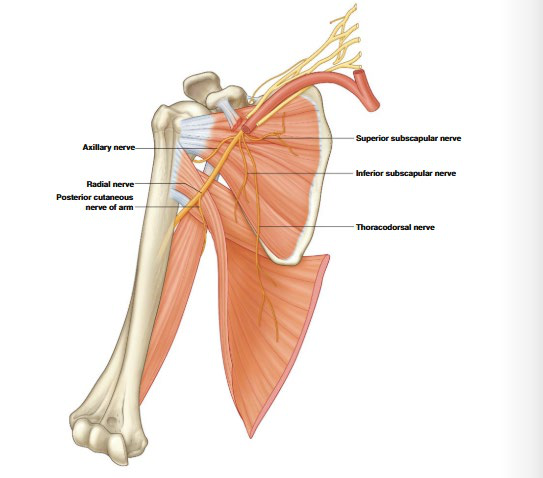 Axillary nerve
Radial nerve
Posterior cutaneous
nerve of arm
Superior subscapular nerve
Inferior subscapular nerve
Thoracodorsal nerve